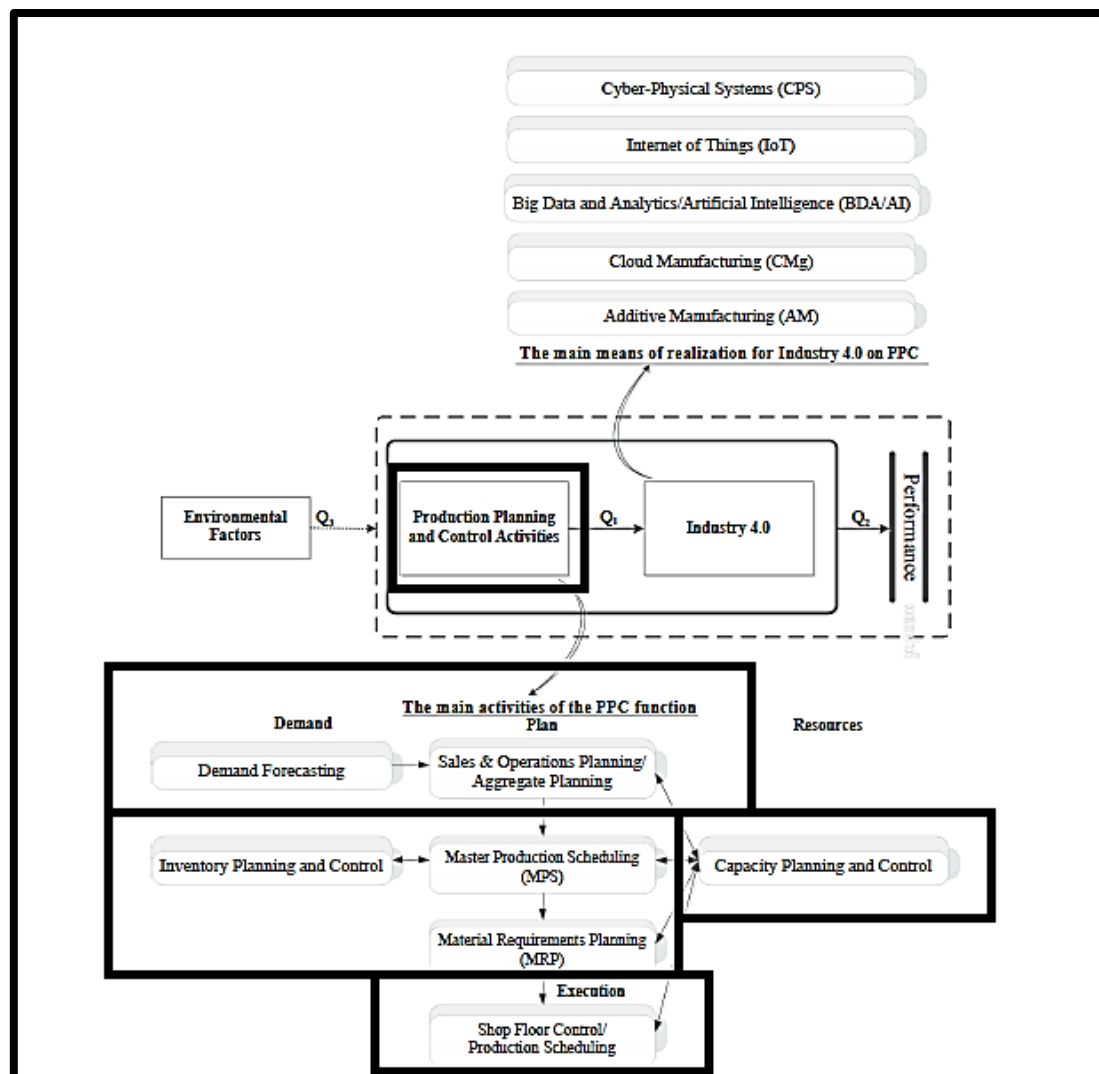 Cyber-Physical Systems (CPS)
Internet of Things (IoT)
Big Data and Analytics/Artificial Intelligence (BDA/AI)
Cloud Manufacturing (CMg)
Additive Manufacturing (AM)
The main means of realization for Industry 4.0 on PPC
Environmental
Factors
Q3
Production Planning
and Control Activities
Q1
Industry 4.0
Q2
Performance
The main activities of the PPC function
Demand
Plan
Resources
Demand Forecasting
Sales & Operations Planning/
Aggregate Planning
Inventory Planning and Control
Master Production Scheduling
(MPS)
Capacity Planning and Control
Material Requirements Planning
(MRP)
Execution
Shop Floor Control/
Production Scheduling